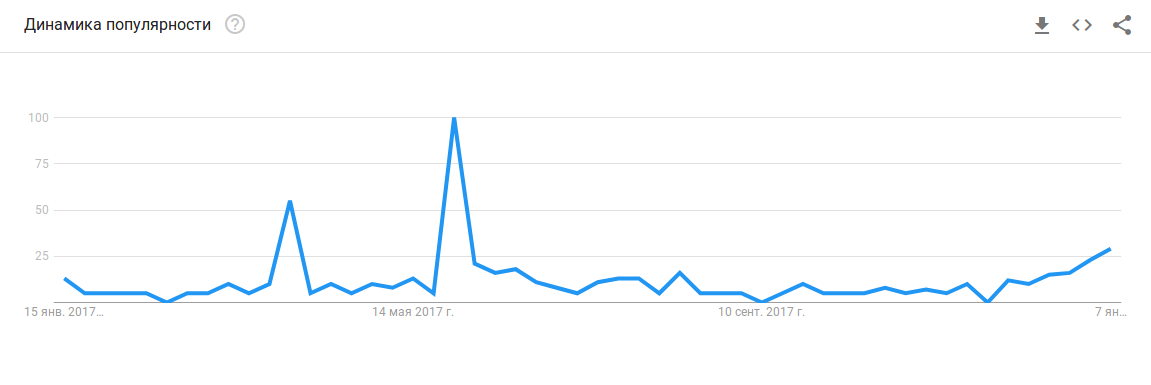 Динамика популярности
100
75
50
25
15 янв. 2017…
14 мая 2017 г.
10 сент. 2017 г.
7 ян…